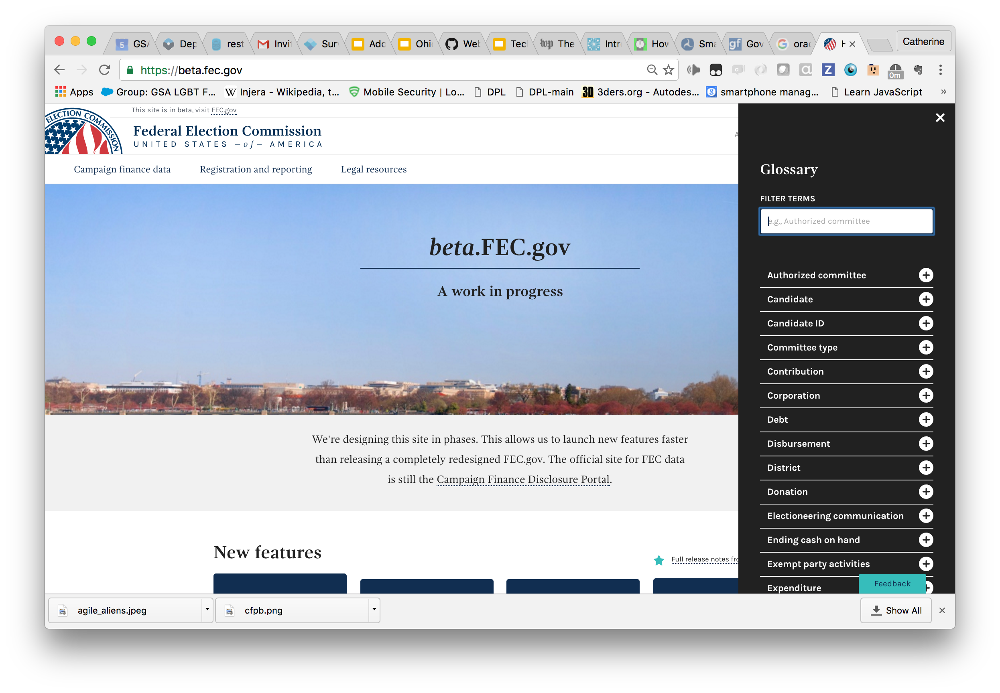 GSA Dep rest Invi Sur Adc Ohi Web Tec The Intr How Sma Gov orac H Catherine
https://beta.fec.gov
0m
Apps Group: GSA LGBT F... Injera - Wikipedia, t... Mobile Security | Lo... DPL DPL-main 3ders.org - Autodes... smartphone manag... Learn JavaScript »
This site is in beta, visit FEC.gov
ELECTION COMMISSION
Federal Election Commission
UNITED STATES —of— AMERICA
Campaign finance data Registration and reporting Legal resources
beta.FEC.gov
A work in progress
We're designing this site in phases. This allows us to launch new features faster
than releasing a completely redesigned FEC.gov. The official site for FEC data
is still the Campaign Finance Disclosure Portal.
New features
Full release notes fro
Glossary
FILTER TERMS
e.g., Authorized committee
Authorized committee
Candidate
Candidate ID
Committee type
Contribution
Corporation
Debt
Disbursement
District
Donation
Electioneering communication
Ending cash on hand
Exempt party activities
Expenditure
Feedback
agile_aliens.jpeg cfpb.png Show All